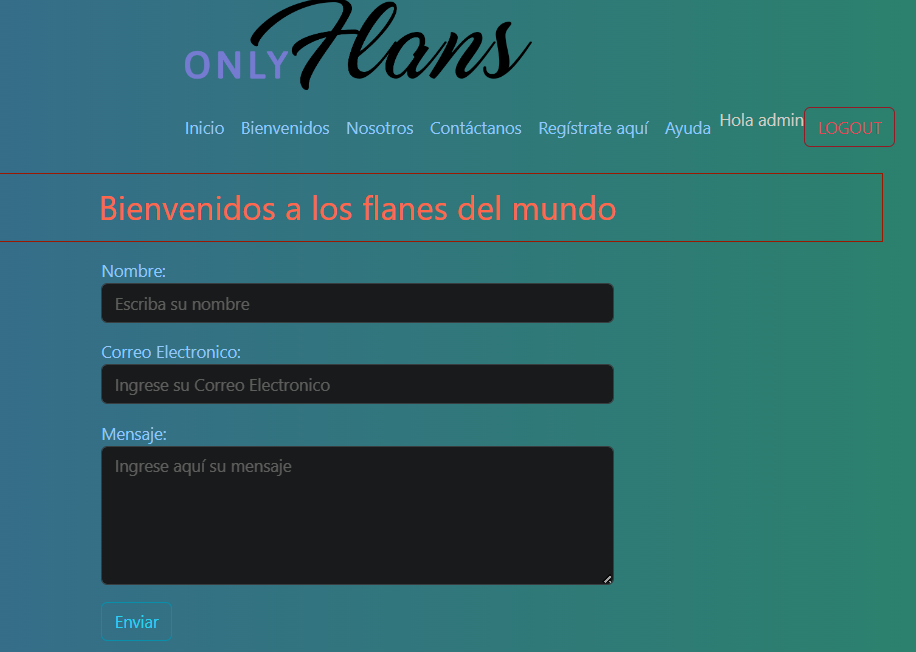 ONLY Flans
Inicio Bienvenidos Nosotros Contáctanos Regístrate aquí Ayuda Hola admin LOGOUT
Bienvenidos a los flanes del mundo
Nombre:
Escriba su nombre
Correo Electronico:
Ingrese su Correo Electronico
Mensaje:
Ingrese aquí su mensaje
Enviar